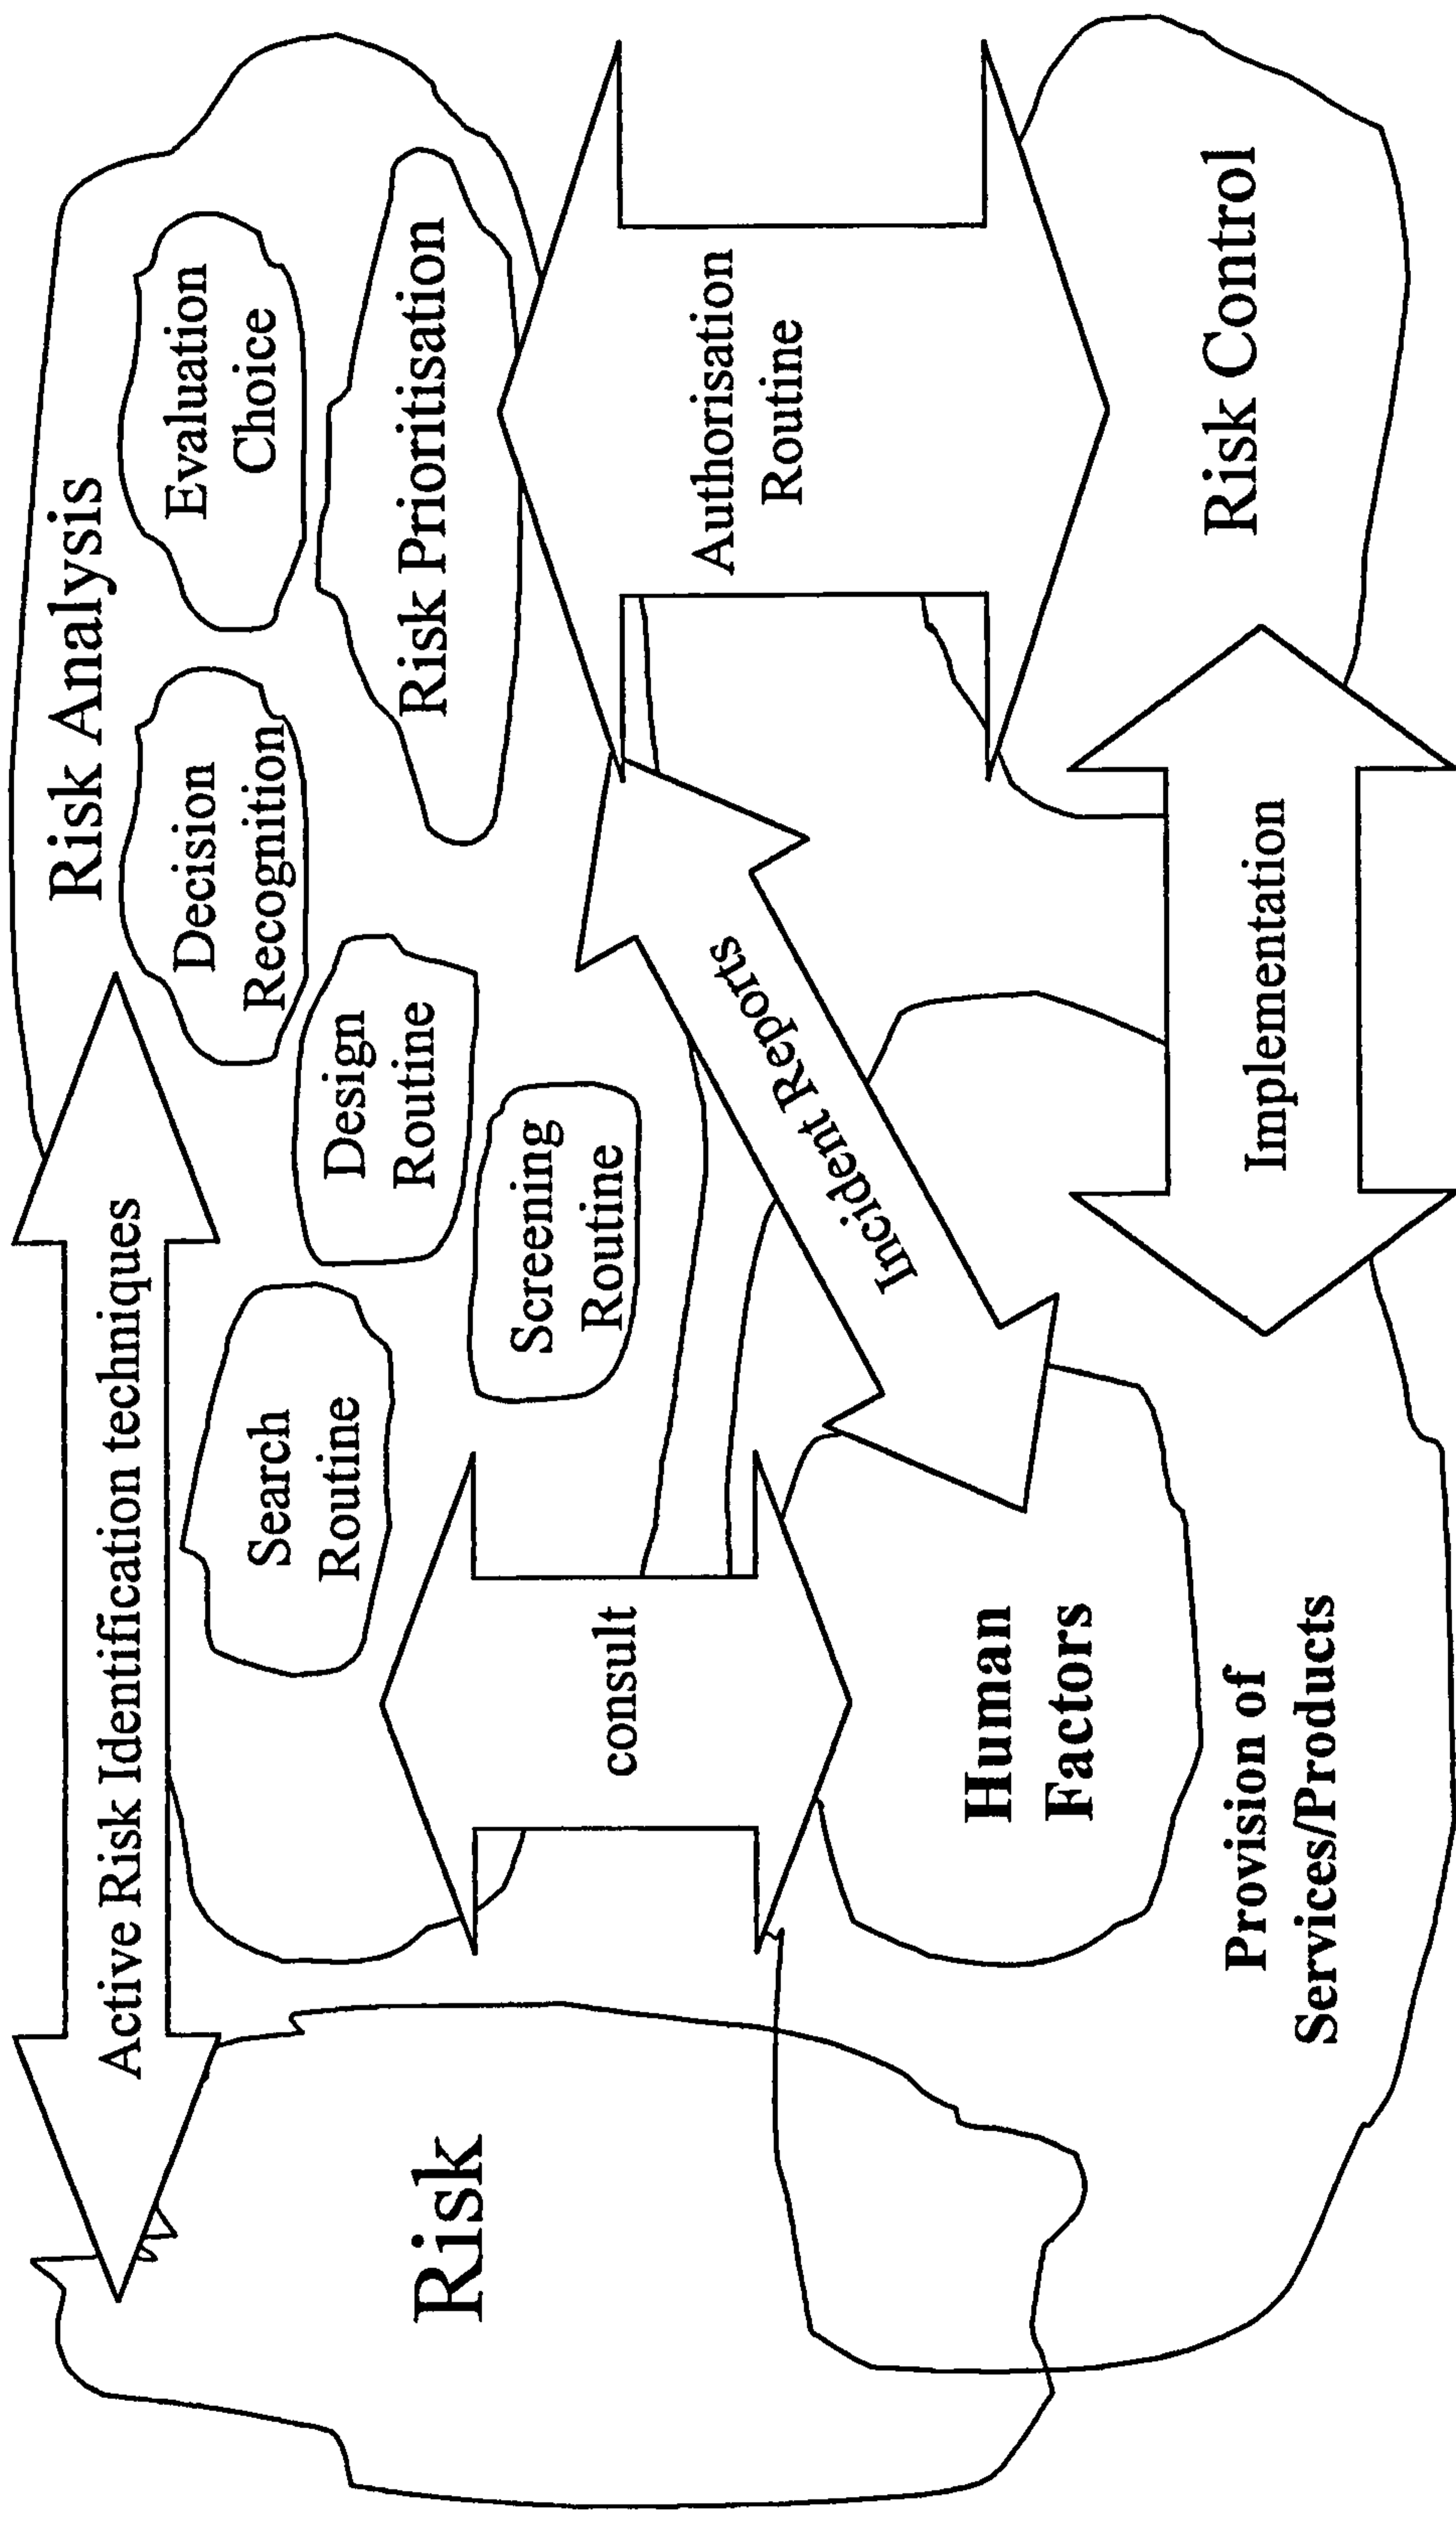 Active Risk Identification techniques
Risk Analysis
Decision
Recognition
Evaluation
Choice
Search
Routine
Design
Routine
Screening
Routine
Risk Prioritisation
Risk
consult
Incident Reports
Authorisation
Routine
Human
Factors
Provision of
Services/Products
Implementation
Risk Control